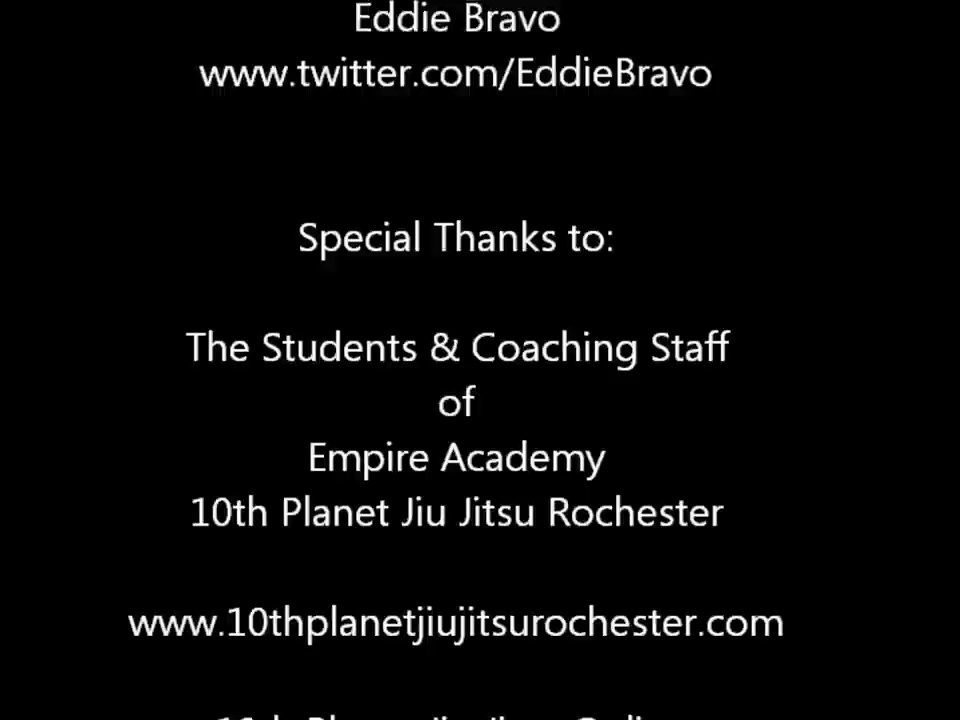 Eddie Bravo
www.twitter.com/EddieBravo
Special Thanks to:
The Students & Coaching Staff
of
Empire Academy
10th Planet Jiu Jitsu Rochester
www.10thplanetjiujitsurochester.com